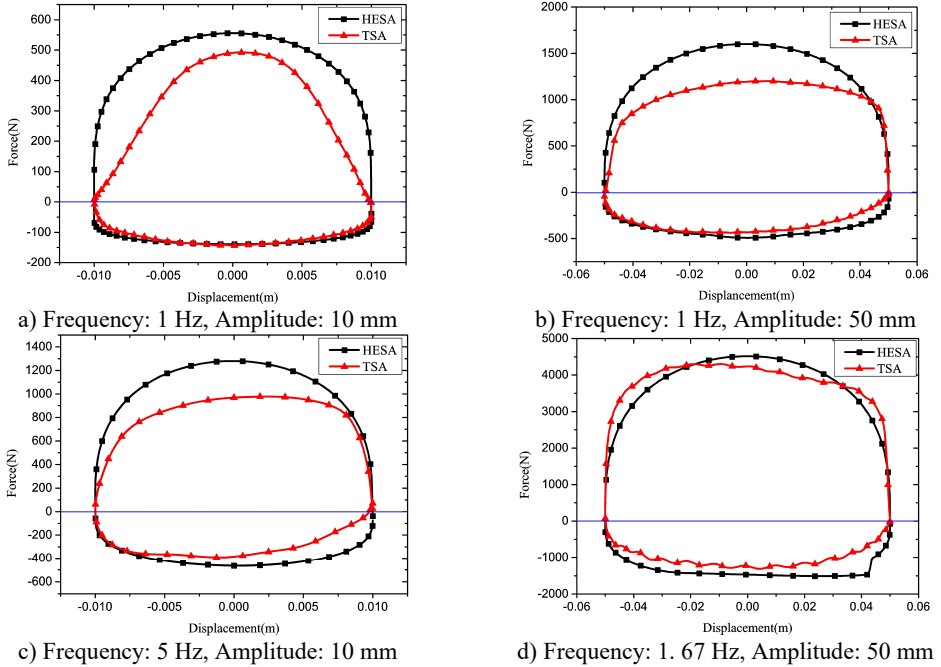 600
500
400
300
200
100
0
-100
-200
Force(N)
HESA
TSA
-0.010 -0.005 0.000 0.005 0.010
Displacement(m)
a) Frequency: 1 Hz, Amplitude: 10 mm
2000
1500
1000
500
0
-500
Force(N)
HESA
TSA
-0.06 -0.04 -0.02 0.00 0.02 0.04 0.06
Displancement(m)
b) Frequency: 1 Hz, Amplitude: 50 mm
1400
1200
1000
800
600
400
200
0
-200
-400
-600
Force(N)
HESA
TSA
-0.010 -0.005 0.000 0.005 0.010
Displacement(m)
c) Frequency: 5 Hz, Amplitude: 10 mm
5000
4000
3000
2000
1000
0
-1000
-2000
Force(N)
HESA
TSA
-0.06 -0.04 -0.02 0.00 0.02 0.04 0.06
Displacement(m)
d) Frequency: 1. 67 Hz, Amplitude: 50 mm